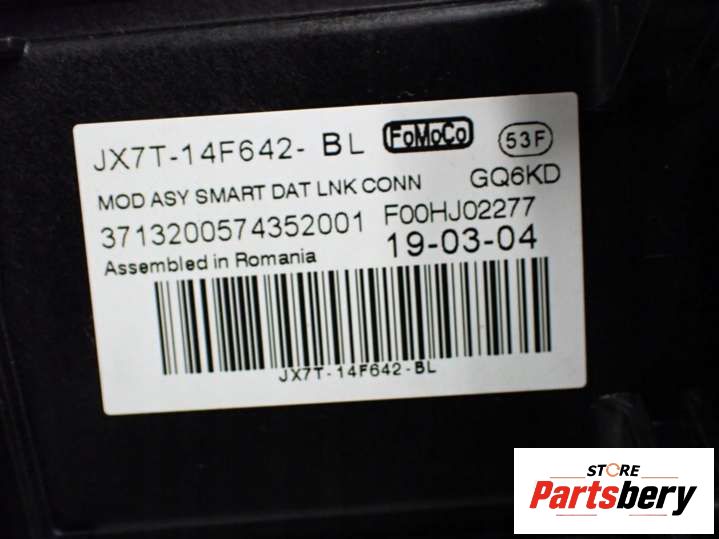 JX7T-14F642- BL FoMoCo 53F
MOD ASY SMART DAT LNK CONN GQ6KD
3713200574352001 F00HJ02277
Assembled in Romania 19-03-04
JX7T-14F642-BL
STORE
Partsbery